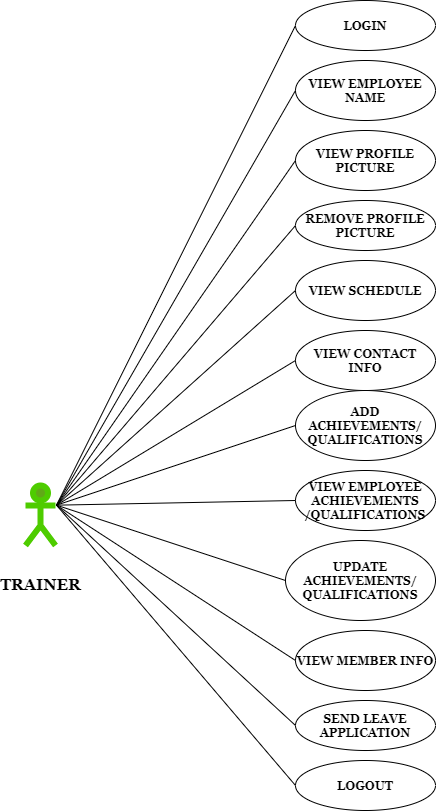 LOGIN
VIEW EMPLOYEE
NAME
VIEW PROFILE
PICTURE
REMOVE PROFILE
PICTURE
VIEW SCHEDULE
VIEW CONTACT
INFO
ADD
ACHIEVEMENTS/
QUALIFICATIONS
VIEW EMPLOYEE
ACHIEVEMENTS
/QUALIFICATIONS
UPDATE
ACHIEVEMENTS/
QUALIFICATIONS
TRAINER
VIEW MEMBER INFO
SEND LEAVE
APPLICATION
LOGOUT